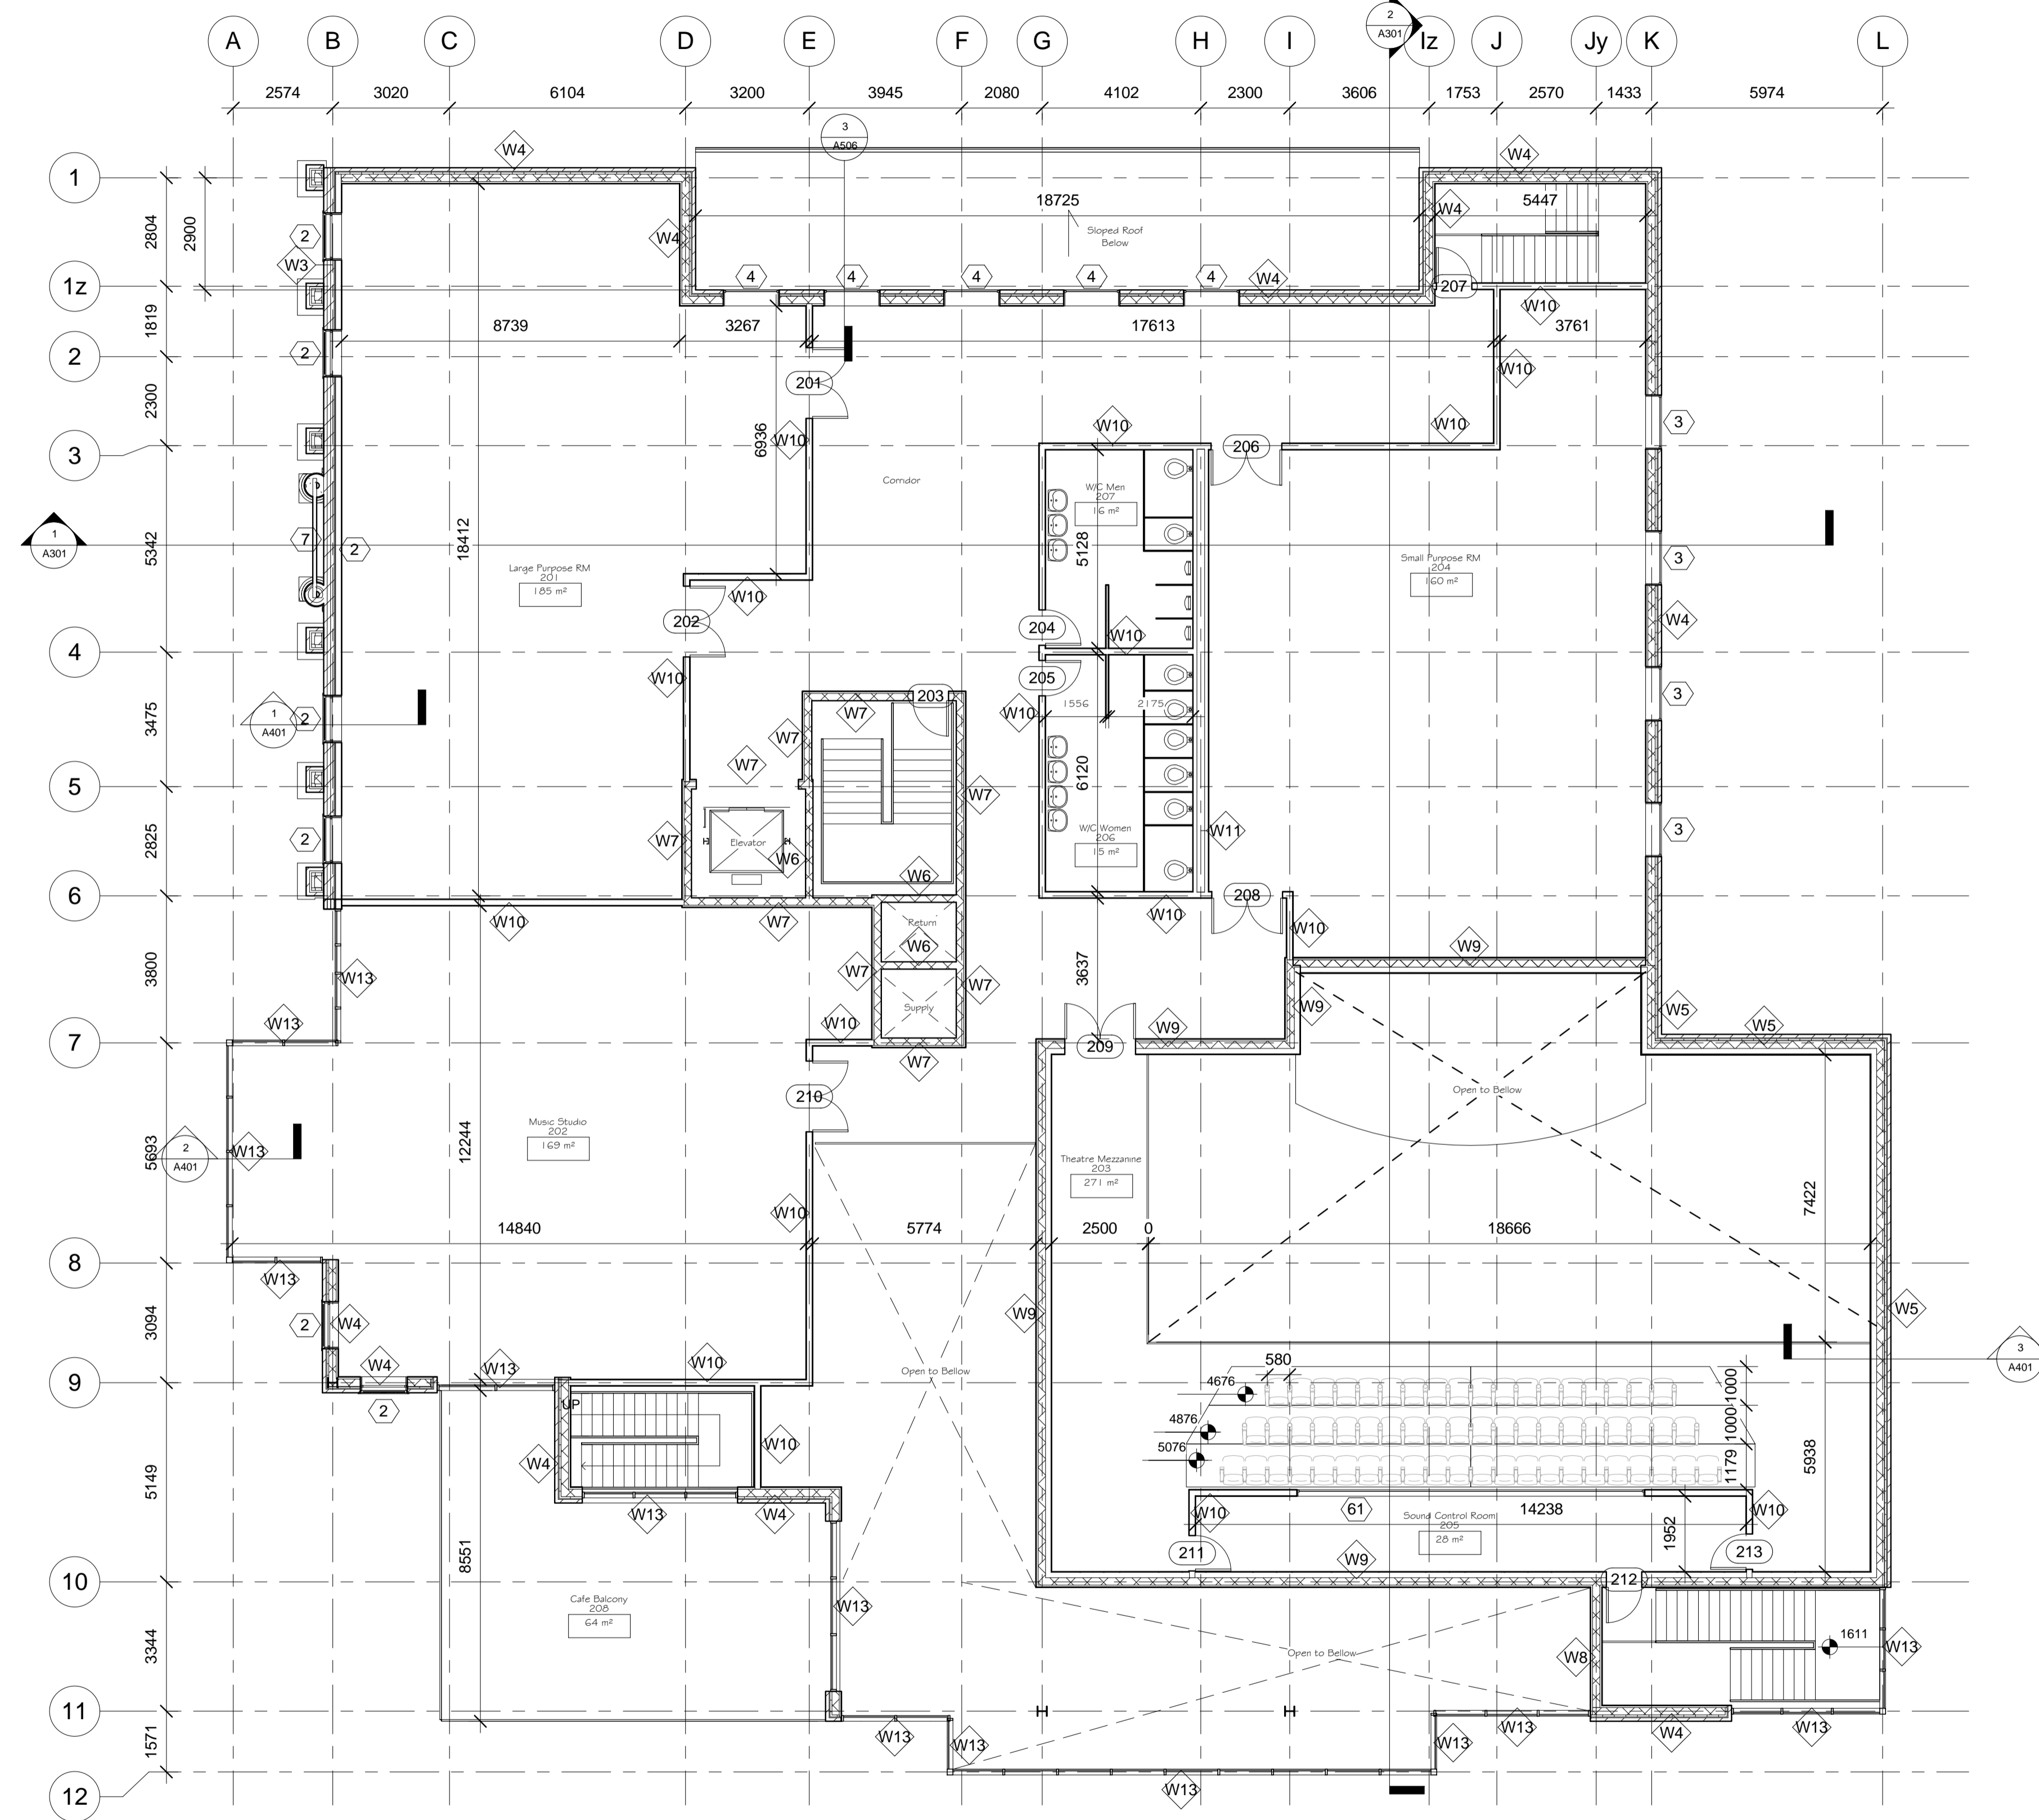 2
A301
A
B
C
D
E
F
G
H
I
Iz
J
Jy
K
L
2574
3020
6104
3200
3945
2080
4102
2300
3606
1753
2570
1433
5974
3
A506
W4
W4
1
2804
2900
18725
W4
5447
Sloped Roof
Below
2
W4
W3
4
4
4
4
4
W4
1z
207
W10
1819
8739
3267
17613
3761
2
2
W10
201
2300
3
W10
W10
W10
6936
3
206
Corridor
W/C Men
207
16 m²
1
A301
7
2
5342
18412
5128
Large Purpose RM
201
185 m²
Small Purpose RM
204
160 m²
3
W10
202
204
W10
W4
4
W10
205
3
203
1
A401
2
3475
W7
W10
1556
2175
W7
W7
5
6120
W7
2825
2
W7
Elevator
W6
W/C Women
206
15 m²
W11
3
W6
6
208
W10
W7
Return
W10
W10
W6
W9
3800
W13
W7
W7
3637
Supply
W9
W5
W13
W10
W9
W5
7
209
W7
210
Open to Bellow
Music Studio
202
169 m²
5693
2
A401
W13
12244
Theatre Mezzanine
203
271 m²
7422
W10
14840
5774
2500
0
18666
8
W13
3094
2
W4
W9
W5
W4
W13
W10
9
Open to Bellow
580
4676
1000
3
A401
2
UP
4876
1000
5076
W10
W4
1179
5938
5149
W13
W4
W10
61
14238
W10
Sound Control Room
205
28 m²
1952
8551
211
W9
213
10
212
Cafe Balcony
208
64 m²
W13
3344
Open to Bellow
W8
1611
W13
11
W13
W13
W13
W13
W4
W13
1571
12
W13